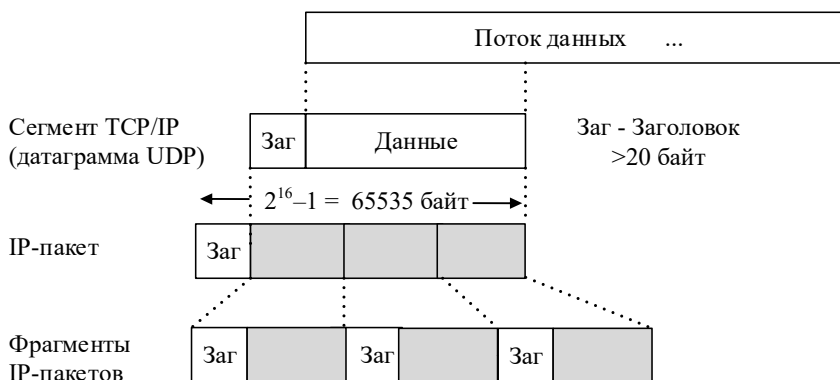 Поток данных ...
Сегмент TCP/IP
(датаграмма UDP)
Заг
Данные
Заг - Заголовок
>20 байт
2¹⁶–1 = 65535 байт
IP-пакет
Заг
Фрагменты
IP-пакетов
Заг
Заг
Заг